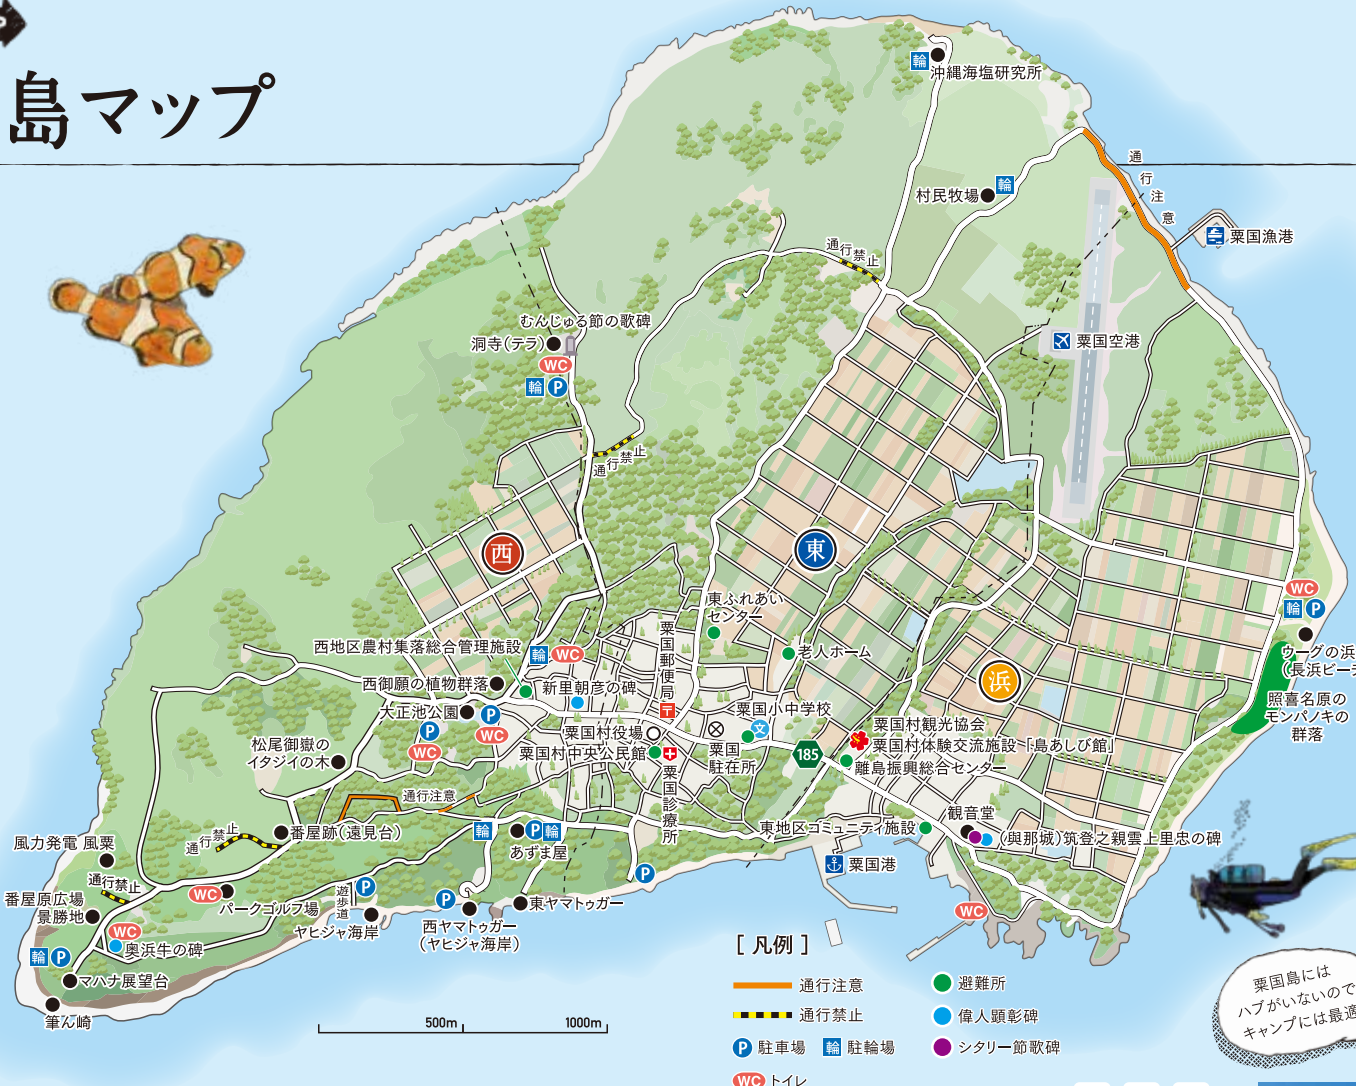 島マップ
輪
沖縄海塩研究所
通行注意
村民牧場
輪
粟国漁港
通行禁止
むんじゅる節の歌碑
洞寺(テラ)
WC
輪 P
粟国空港
通行禁止
西
東
浜
WC
輪 P
ウーグの浜
(長浜ビーチ
照喜名原の
モンパノキの
群落
東ふれあい
センター
粟国郵便局
〒
老人ホーム
西地区農村集落総合管理施設
輪 WC
西御願の植物群落
新里朝彦の碑
大正池公園
P
WC
P
WC
粟国小中学校
文
粟国村役場
粟国村中央公民館
粟国診療所
粟国
駐在所
185
粟国村観光協会
粟国村体験交流施設「島あしび館」
離島振興総合センター
松尾御嶽の
イタジイの木
通行注意
番屋跡(遠見台)
通行禁止
輪
P 輪
あずま屋
東地区コミュニティ施設
観音堂
(與那城)筑登之親雲上里忠の碑
風力発電 風粟
通行禁止
番屋原広場
景勝地
WC
パークゴルフ場
遊歩道
P
ヤヒジャ海岸
P
西ヤマトゥガー
(ヤヒジャ海岸)
東ヤマトゥガー
P
粟国港
WC
WC
奥浜牛の碑
輪 P
マハナ展望台
筆ん崎
500m
1000m
[ 凡例 ]
通行注意
通行禁止
P 駐車場
輪 駐輪場
WC トイレ
避難所
偉人顕彰碑
シタリー節歌碑
粟国島には
ハブがいないので
キャンプには最適